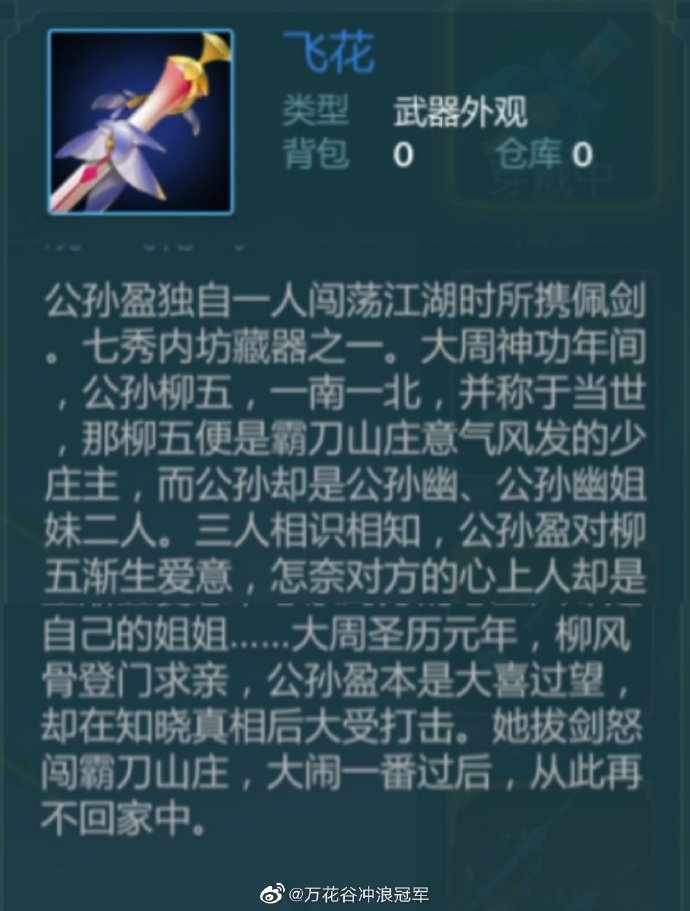 飞花
类型 武器外观
背包 0 仓库 0
公孙盈独自一人闯荡江湖时所携佩剑
。七秀内坊藏器之一。大周神功年间
，公孙柳五，一南一北，并称于当世
，那柳五便是霸刀山庄意气风发的少
庄主，而公孙却是公孙幽、公孙幽姐
妹二人。三人相识相知，公孙盈对柳
五渐生爱意，怎奈对方的心上人却是
自己的姐姐……大周圣历元年，柳风
骨登门求亲，公孙盈本是大喜过望，
却在知晓真相后大受打击。她拔剑怒
闯霸刀山庄，大闹一番过后，从此再
不回家中。
@万花谷冲浪冠军